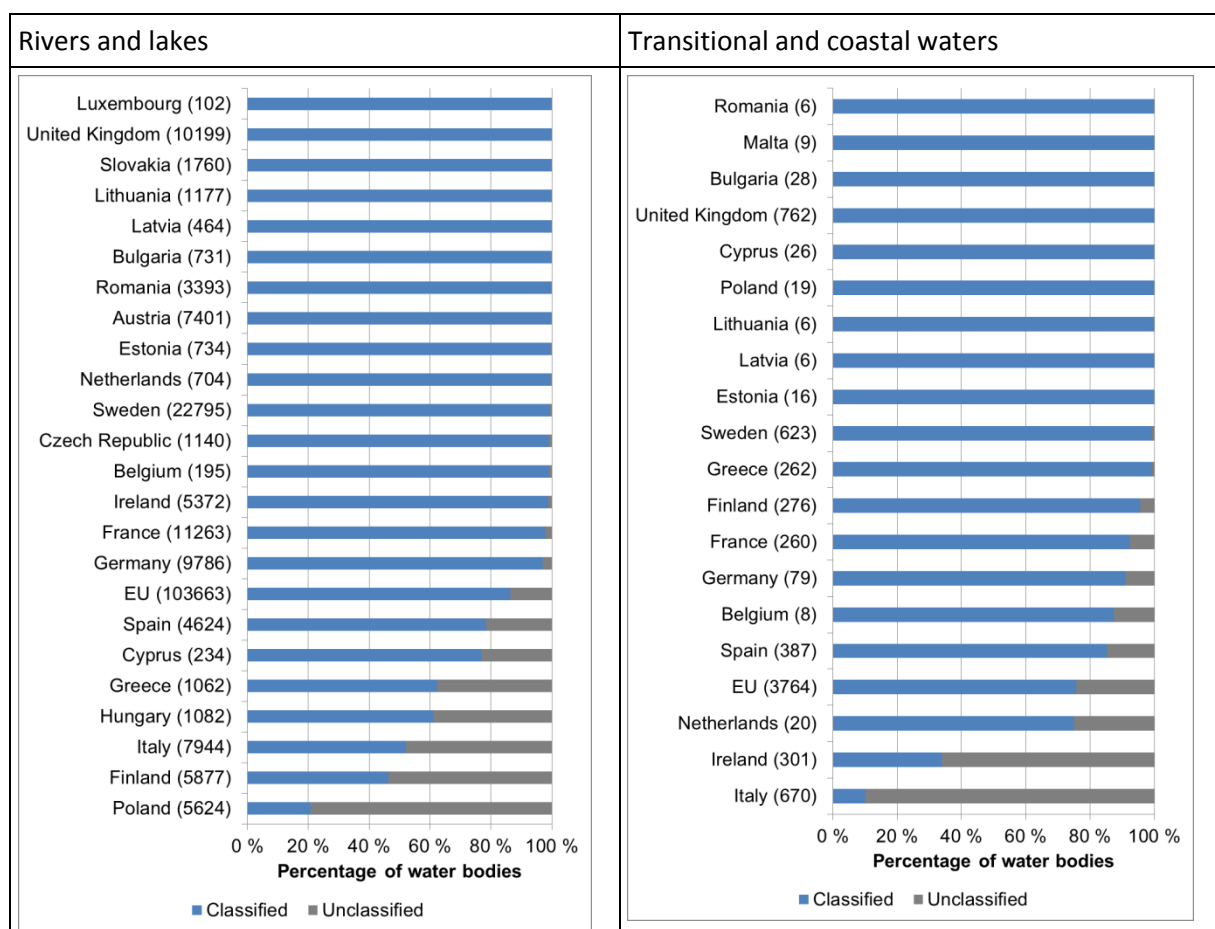 Rivers and lakes
Transitional and coastal waters
Luxembourg (102)
United Kingdom (10199)
Slovakia (1760)
Lithuania (1177)
Latvia (464)
Bulgaria (731)
Romania (3393)
Austria (7401)
Estonia (734)
Netherlands (704)
Sweden (22795)
Czech Republic (1140)
Belgium (195)
Ireland (5372)
France (11263)
Germany (9786)
EU (103663)
Spain (4624)
Cyprus (234)
Greece (1062)
Hungary (1082)
Italy (7944)
Finland (5877)
Poland (5624)
0 % 20 % 40 % 60 % 80 % 100 %
Percentage of water bodies
Classified Unclassified
Romania (6)
Malta (9)
Bulgaria (28)
United Kingdom (762)
Cyprus (26)
Poland (19)
Lithuania (6)
Latvia (6)
Estonia (16)
Sweden (623)
Greece (262)
Finland (276)
France (260)
Germany (79)
Belgium (8)
Spain (387)
EU (3764)
Netherlands (20)
Ireland (301)
Italy (670)
0 % 20 % 40 % 60 % 80 % 100 %
Percentage of water bodies
Classified Unclassified